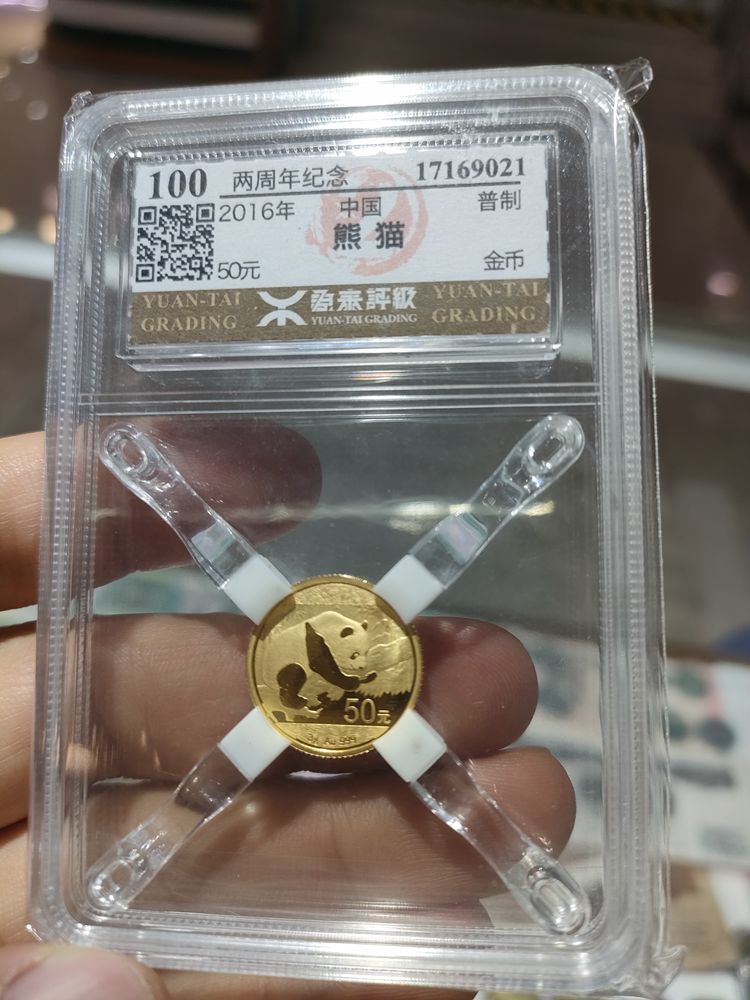 100 两周年纪念 17169021
2016年 中国 普制
熊猫
50元 金币
YUAN-TAI GRADING
源泰評級
YUAN-TAI GRADING
YUAN-TAI GRADING
50元
3g Au 999